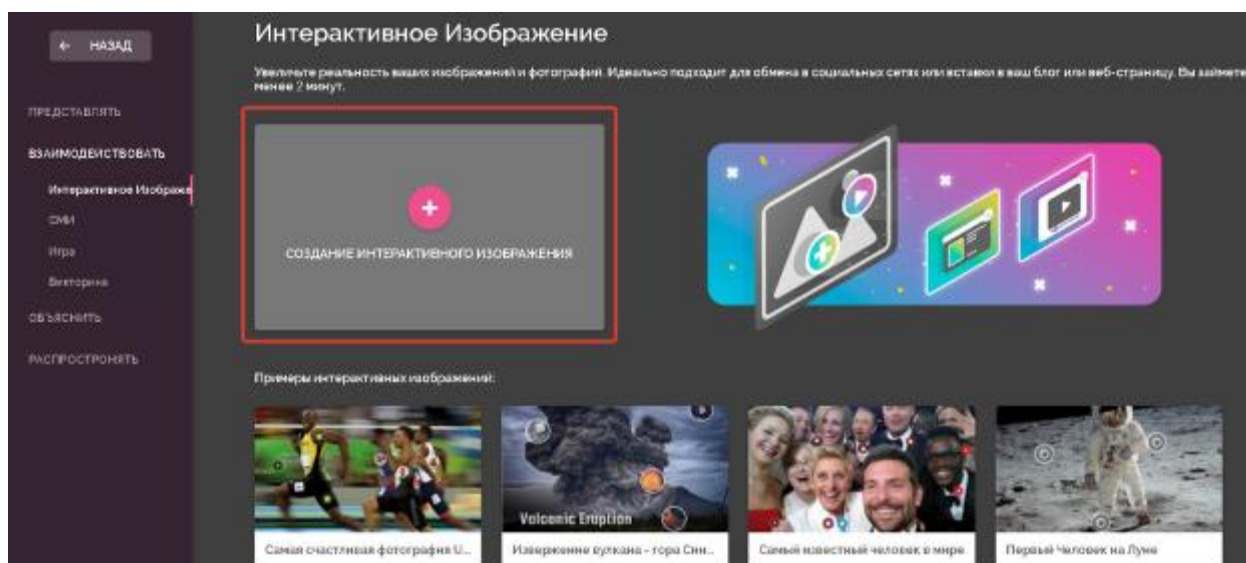 ← НАЗАД
ПРЕДСТАВЛЯТЬ
ВЗАИМОДЕЙСТВОВАТЬ
Интерактивное Изображе
СМИ
Игра
Викторина
ОБЪЯСНИТЬ
РАСПРОСТРОНЯТЬ
Интерактивное Изображение
Увеличьте реальность ваших изображений и фотографий. Идеально подходит для обмена в социальных сетях или вставки в ваш блог или веб-страницу. Вы займете
менее 2 минут.
СОЗДАНИЕ ИНТЕРАКТИВНОГО ИЗОБРАЖЕНИЯ
Примеры интерактивных изображений:
Volcanic Eruption
Самая счастливая фотография U...
Извержение вулкана - гора Син...
Самый известный человек в мире
Первый Человек на Луне